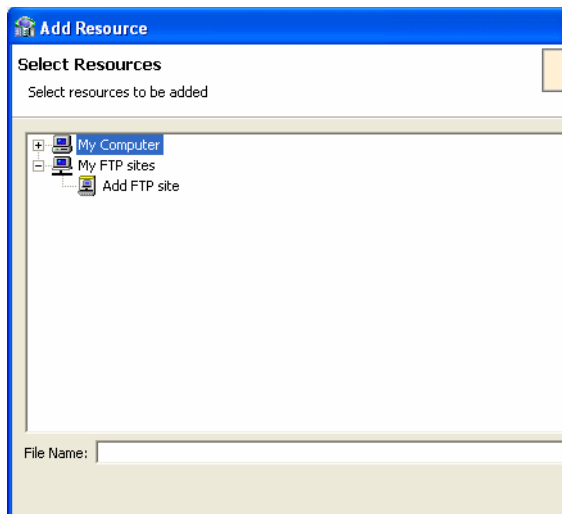 Add Resource
Select Resources
Select resources to be added
My Computer
My FTP sites
Add FTP site
File Name: